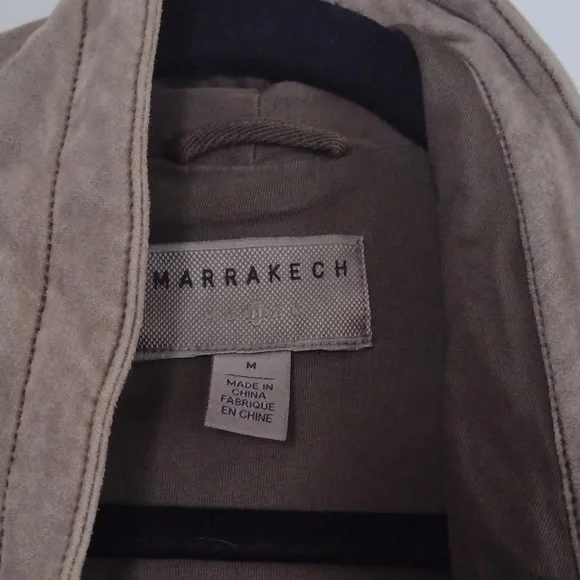 MARRAKECH
M
MADE IN
CHINA
FABRIQUE
EN CHINE